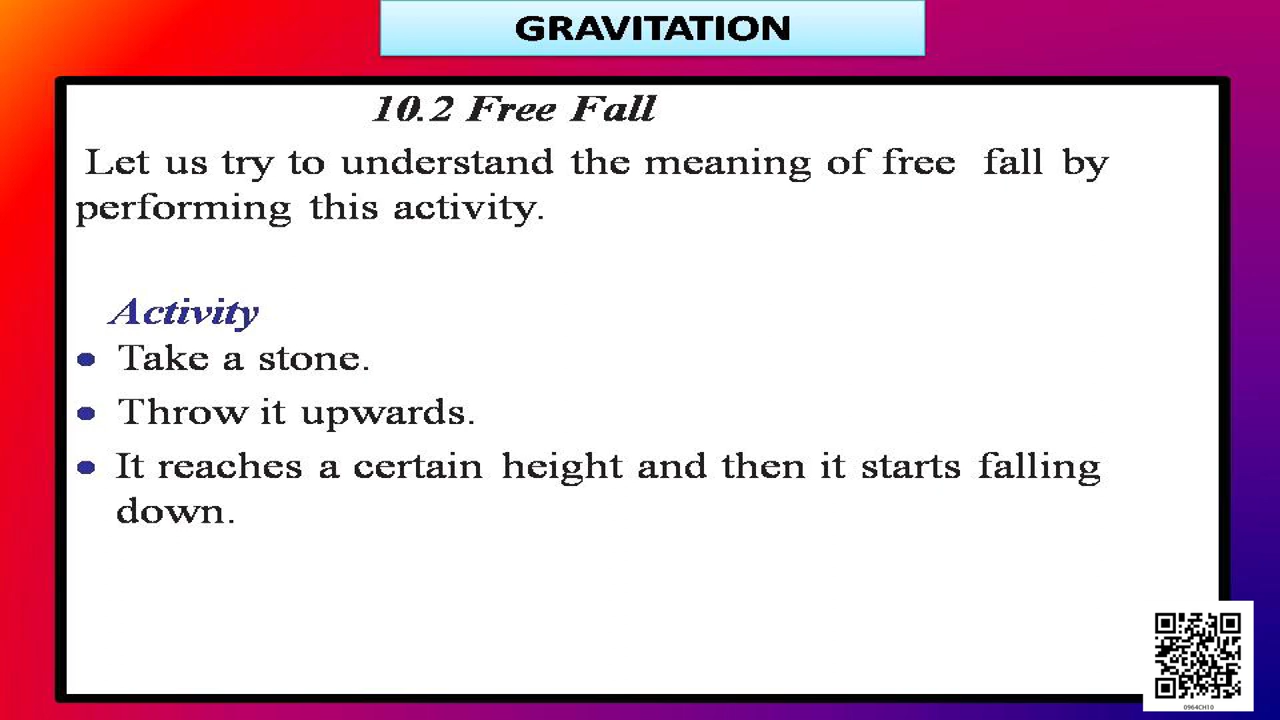 GRAVITATION
10.2 Free Fall
Let us try to understand the meaning of free fall by
performing this activity.
Activity
• Take a stone.
• Throw it upwards.
• It reaches a certain height and then it starts falling
down.
0964CH10